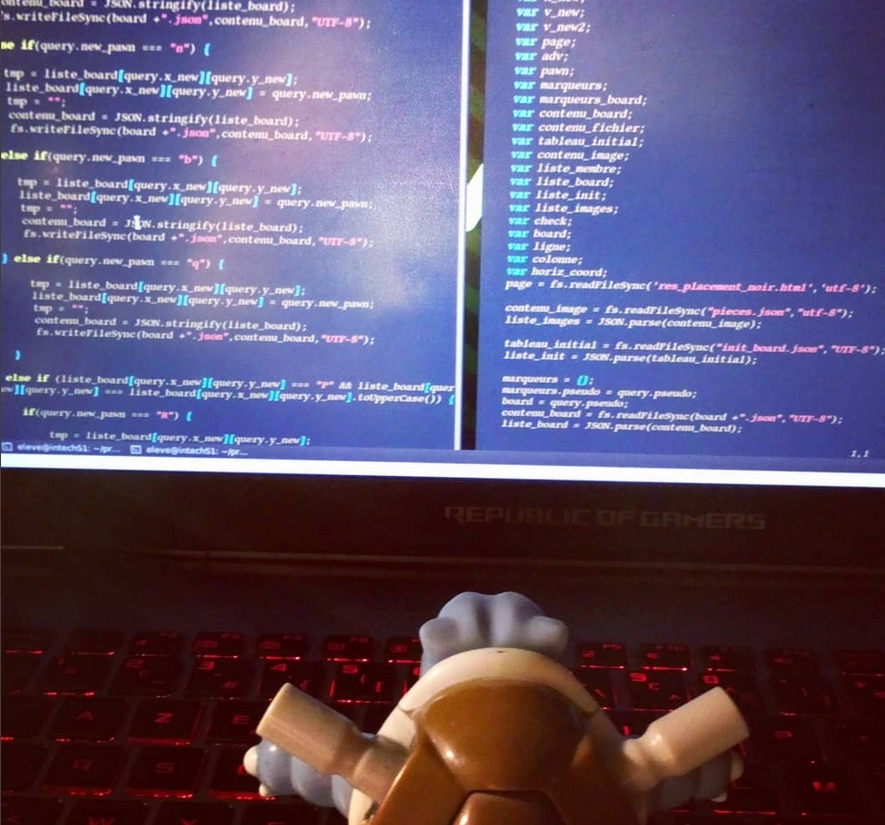 contenu_board = JSON.stringify(liste_board);
fs.writeFileSync(board +".json",contenu_board,"UTF-8");
else if(query.new_pawn === "n") {
tmp = liste_board[query.x_new][query.y_new];
liste_board[query.x_new][query.y_new] = query.new_pawn;
tmp = "";
contenu_board = JSON.stringify(liste_board);
fs.writeFileSync(board +".json",contenu_board,"UTF-8");
else if(query.new_pawn === "b") {
tmp = liste_board[query.x_new][query.y_new];
liste_board[query.x_new][query.y_new] = query.new_pawn;
tmp = "";
contenu_board = JSON.stringify(liste_board);
fs.writeFileSync(board +".json",contenu_board,"UTF-8");
} else if(query.new_pawn === "q") {
tmp = liste_board[query.x_new][query.y_new];
liste_board[query.x_new][query.y_new] = query.new_pawn;
tmp = "";
contenu_board = JSON.stringify(liste_board);
fs.writeFileSync(board +".json",contenu_board,"UTF-8");
}
else if (liste_board[query.x_new][query.y_new] === "P" && liste_board[quer
ew][query.y_new] === liste_board[query.x_new][query.y_new].toUpperCase()) {
if(query.new_pawn === "R") {
tmp = liste_board[query.x_new][query.y_new];
eleve@intech51: ~/pr... eleve@intech51: ~/pr...
var v_new;
var v_new2;
var page;
var adv;
var pawn;
var marqueurs;
var marqueurs_board;
var contenu_board;
var contenu_fichier;
var tableau_initial;
var contenu_image;
var liste_membre;
var liste_board;
var liste_init;
var liste_images;
var check;
var board;
var ligne;
var colonne;
var horiz_coord;
page = fs.readFileSync('res_placement_noir.html','utf-8');
contenu_image = fs.readFileSync("pieces.json","utf-8");
liste_images = JSON.parse(contenu_image);
tableau_initial = fs.readFileSync("init_board.json","UTF-8");
liste_init = JSON.parse(tableau_initial);
marqueurs = {};
marqueurs.pseudo = query.pseudo;
board = query.pseudo;
contenu_board = fs.readFileSync(board +".json","UTF-8");
liste_board = JSON.parse(contenu_board);
1,1
REPUBLIC OF GAMERS
2 3 4 5 9
A Z E P
Q S M